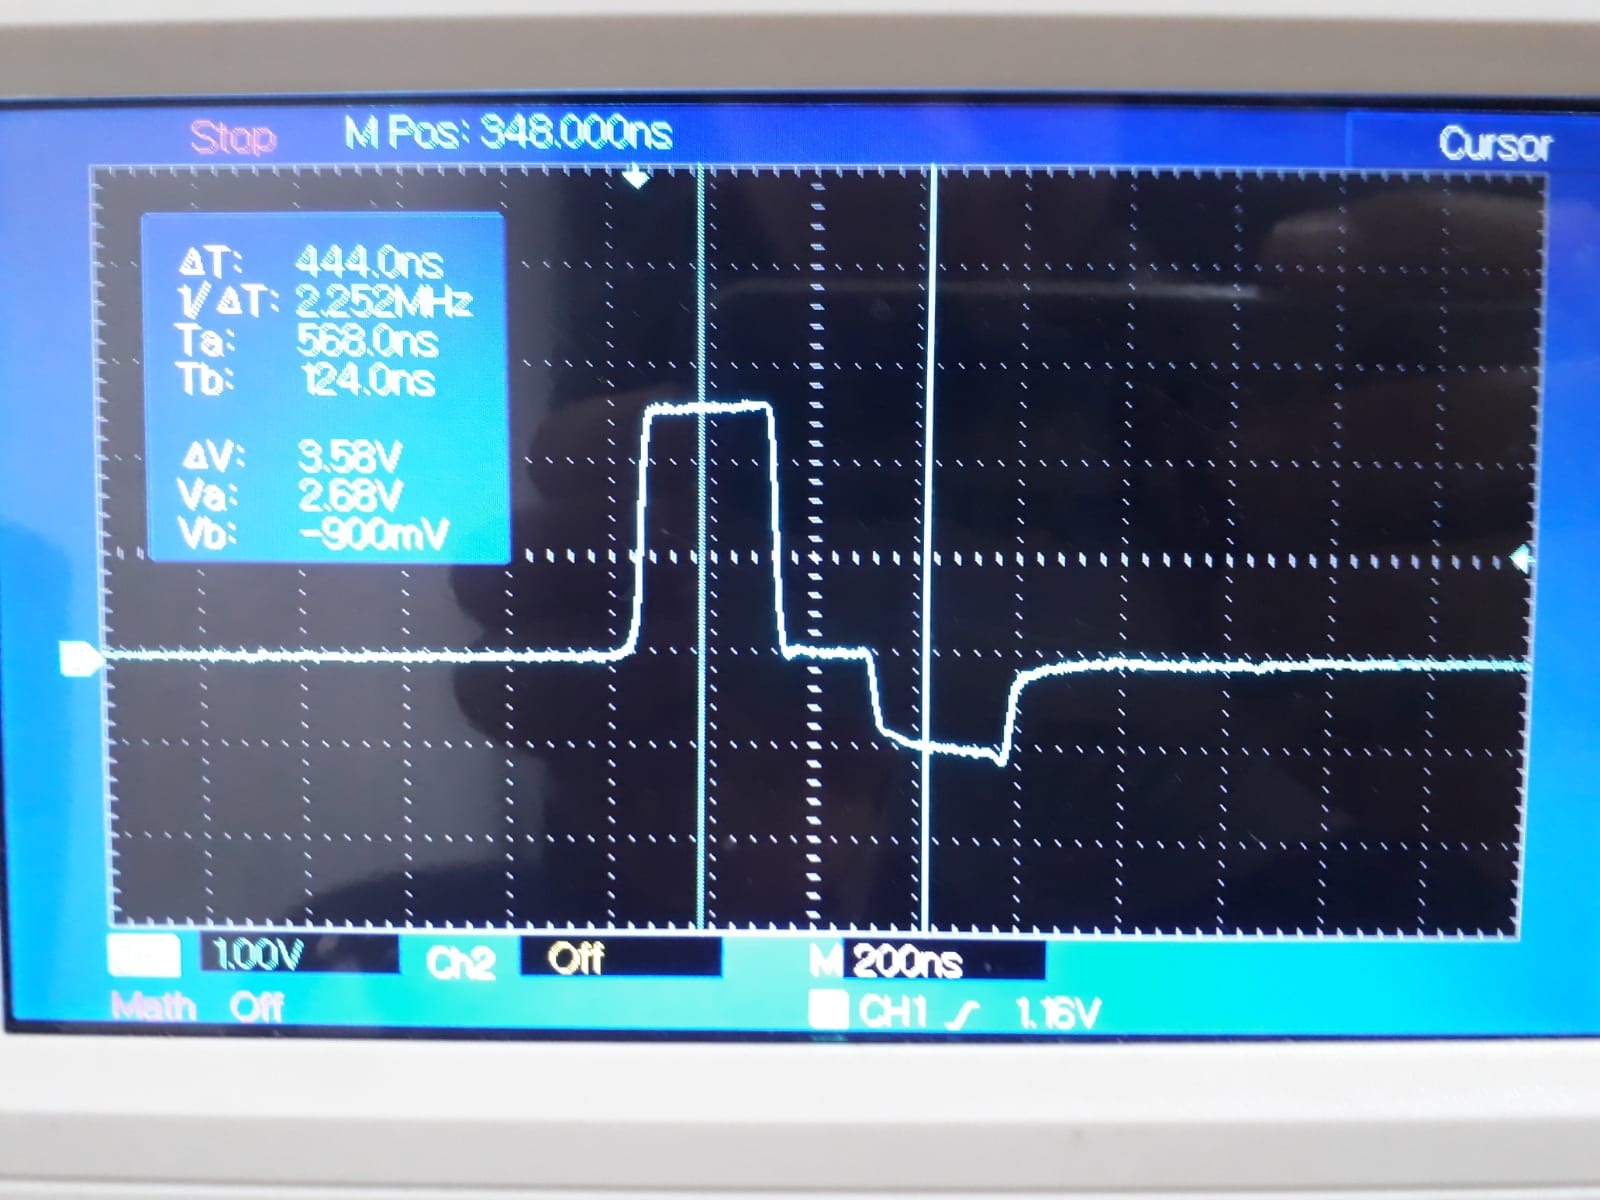 Stop M Pos: 348.000ns Cursor
ΔT: 444.0ns
1/ΔT: 2.252MHz
Ta: 568.0ns
Tb: 124.0ns
ΔV: 3.58V
Va: 2.68V
Vb: -900mV
1.00V Ch2 Off M 200ns
Math Off CH1 1.16V